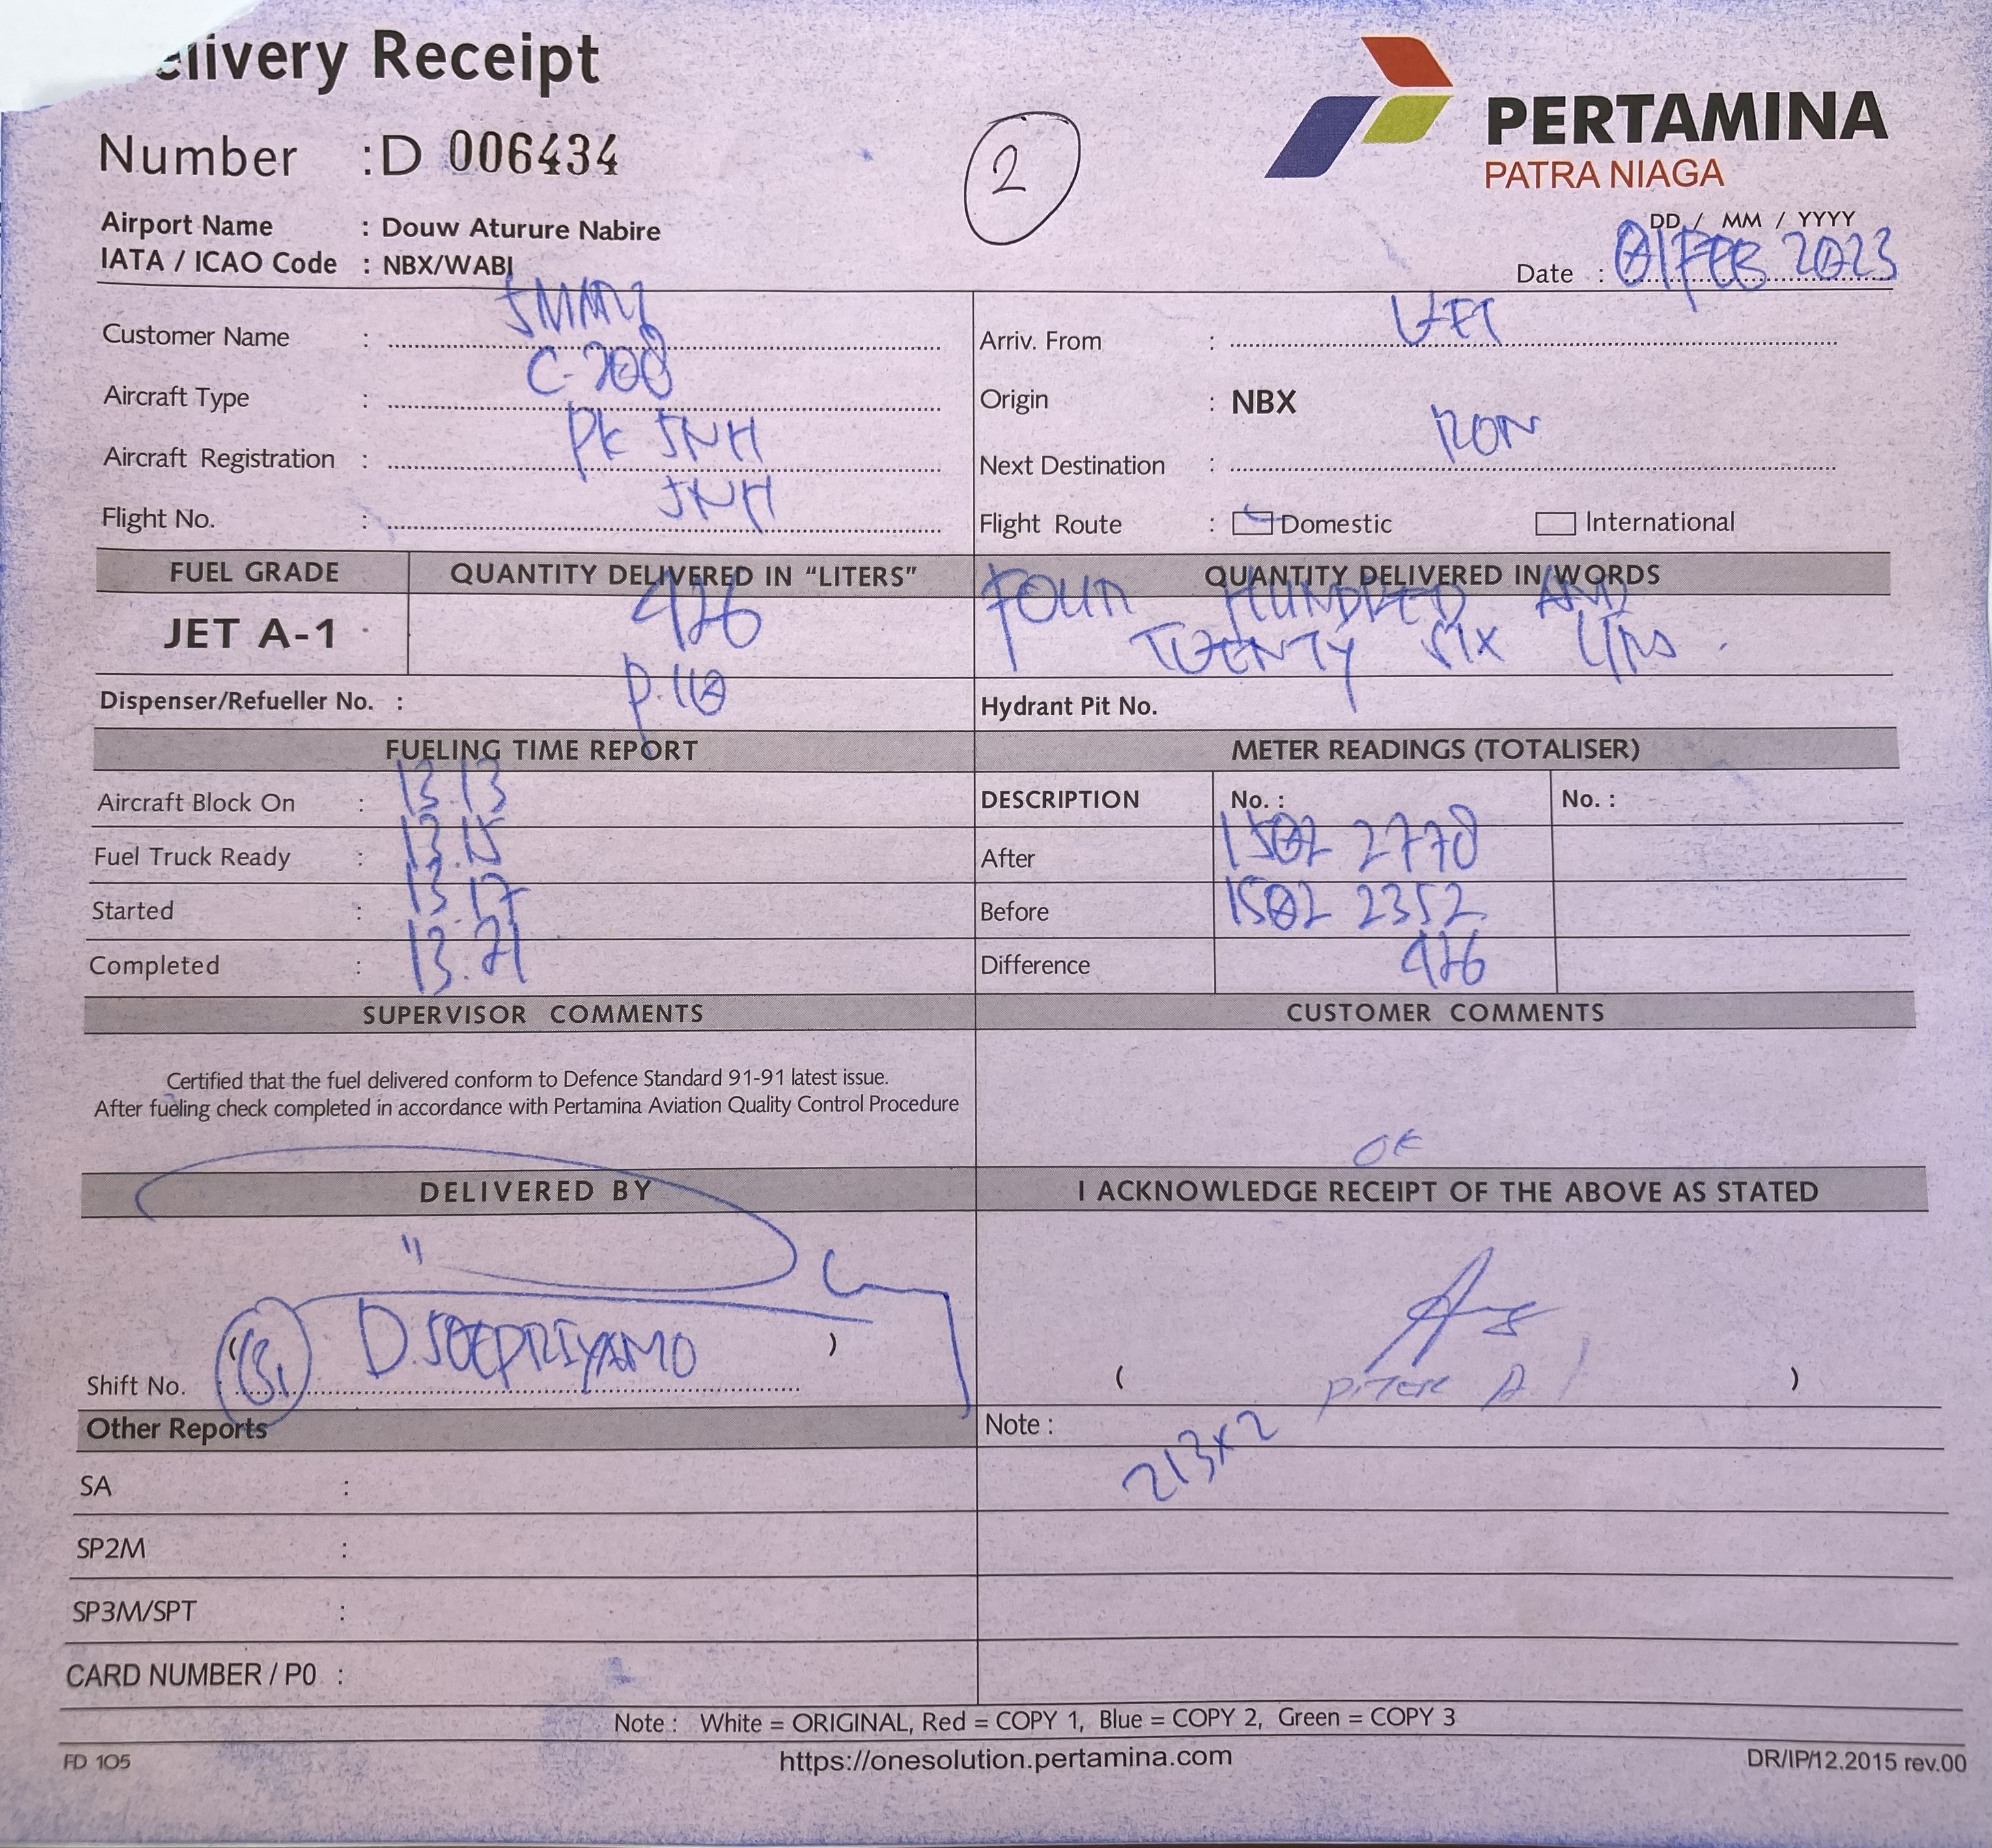 elivery Receipt
Number : D 006434
2
PERTAMINA
PATRA NIAGA
Airport Name : Douw Aturure Nabire
IATA / ICAO Code : NBX/WABI
DD / MM / YYYY
Date : 01 FEB 2023
Customer Name :
Arriv. From :
Aircraft Type : C-208
Origin : NBX
Aircraft Registration : PK JNH
Next Destination : RON
Flight No. : JNH
Flight Route : Domestic International
FUEL GRADE QUANTITY DELIVERED IN “LITERS” QUANTITY DELIVERED IN WORDS
JET A-1 426 FOUR HUNDRED AND
TWENTY SIX
Dispenser/Refueller No. : P.110
Hydrant Pit No.
FUELING TIME REPORT METER READINGS (TOTALISER)
Aircraft Block On : 13.13
DESCRIPTION No. : No. :
Fuel Truck Ready : 13.15
After 1502 2778
Started : 13.17
Before 1502 2352
Completed : 13.21
Difference 426
SUPERVISOR COMMENTS CUSTOMER COMMENTS
Certified that the fuel delivered conform to Defence Standard 91-91 latest issue.
After fueling check completed in accordance with Pertamina Aviation Quality Control Procedure
OK
DELIVERED BY I ACKNOWLEDGE RECEIPT OF THE ABOVE AS STATED
Shift No. : ( D. SOEPRIYANO )
( )
Other Reports Note :
213x2
SA :
SP2M :
SP3M/SPT :
CARD NUMBER / PO :
Note : White = ORIGINAL, Red = COPY 1, Blue = COPY 2, Green = COPY 3
FD 105 https://onesolution.pertamina.com DR/IP/12.2015 rev.00